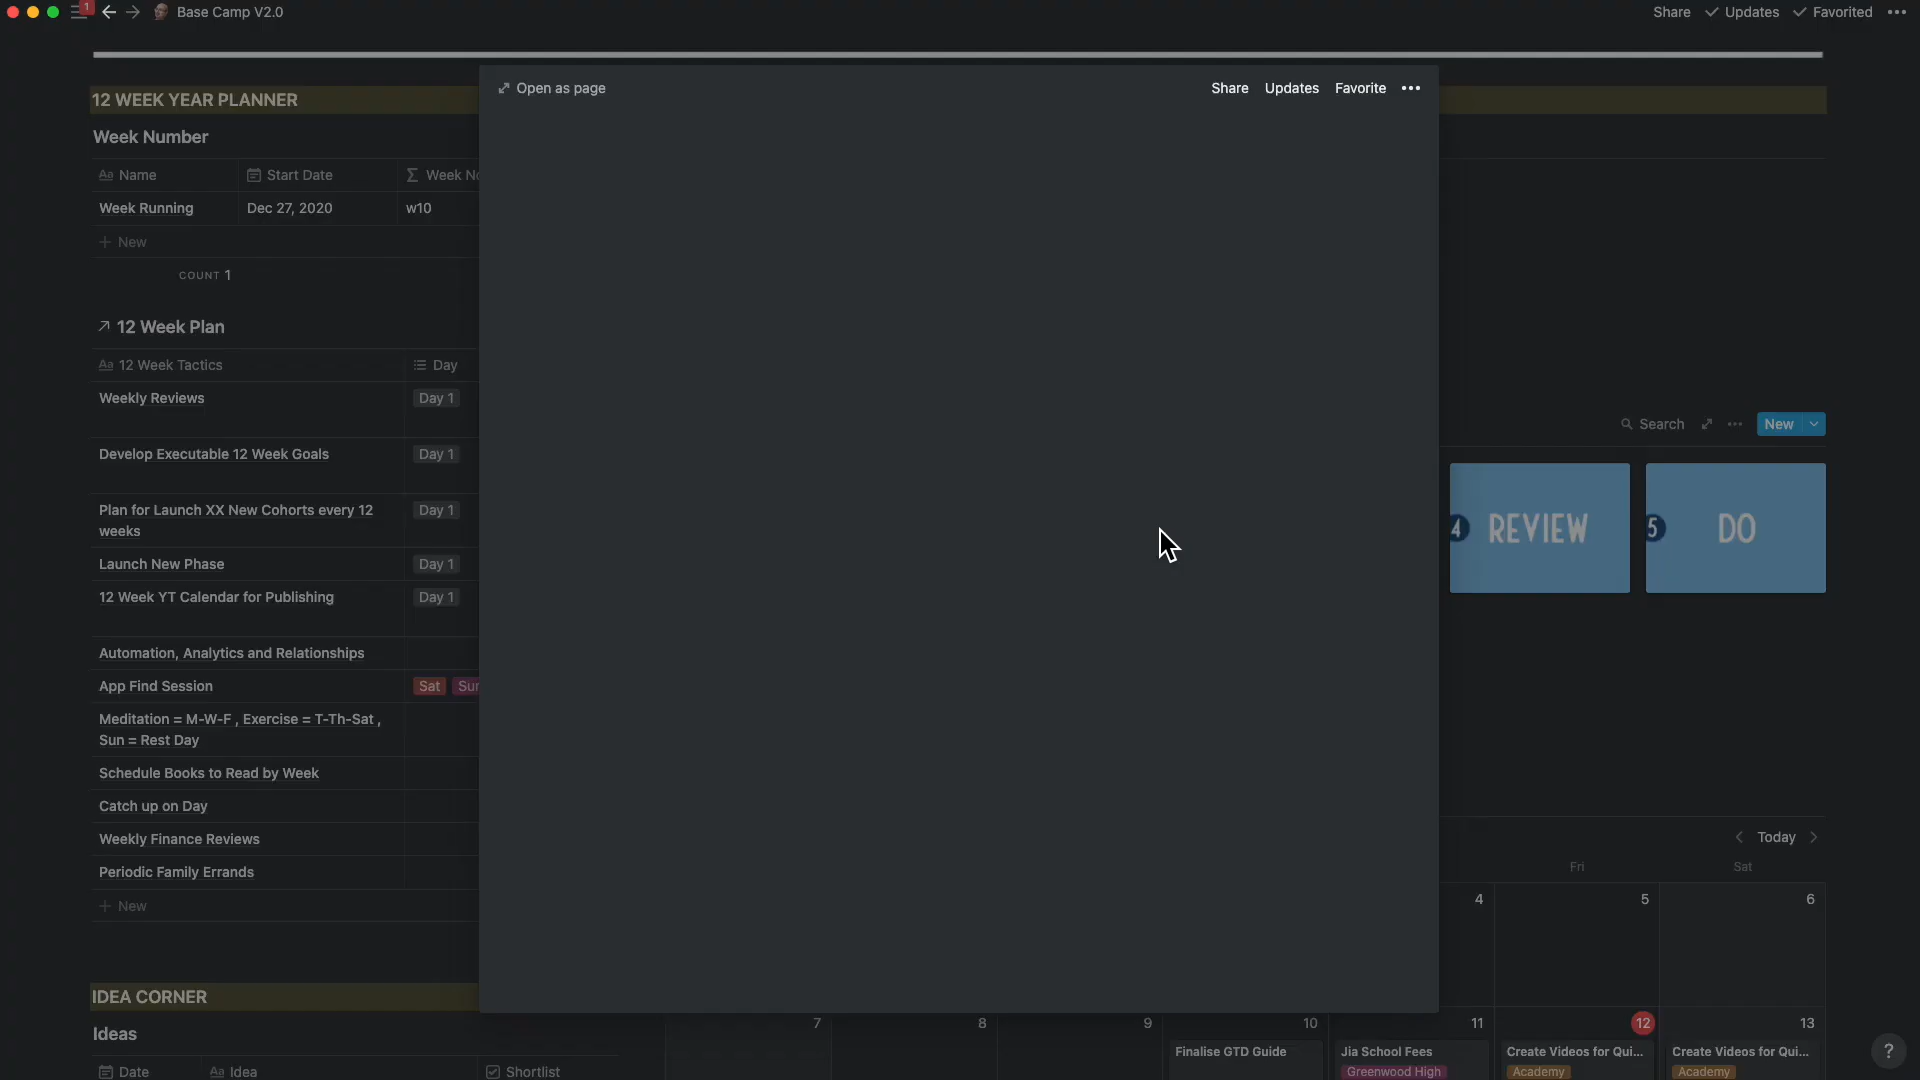 1
Base Camp V2.0
Share
Updates
Favorited
12 WEEK YEAR PLANNER
Open as page
Share
Updates
Favorite
Week Number
Aa Name
Start Date
Week
Week Running
Dec 27, 2020
w10
New
COUNT 1
12 Week Plan
Aa 12 Week Tactics
Day
Weekly Reviews
Day 1
Develop Executable 12 Week Goals
Day 1
Plan for Launch XX New Cohorts every 12
weeks
Day 1
Launch New Phase
Day 1
12 Week YT Calendar for Publishing
Day 1
Automation, Analytics and Relationships
App Find Session
Sat
Meditation = M-W-F , Exercise = T-Th-Sat ,
Sun = Rest Day
Schedule Books to Read by Week
Catch up on Day
Weekly Finance Reviews
Periodic Family Errands
New
Search
New
4 REVIEW
5 DO
Today
Fri
Sat
4
5
6
IDEA CORNER
Ideas
Date
Aa Idea
Shortlist
7
8
9
10
11
12
13
Finalise GTD Guide
Jia School Fees
Greenwood High
Create Videos for Qui...
Academy
Create Videos for Qui...
Academy
?